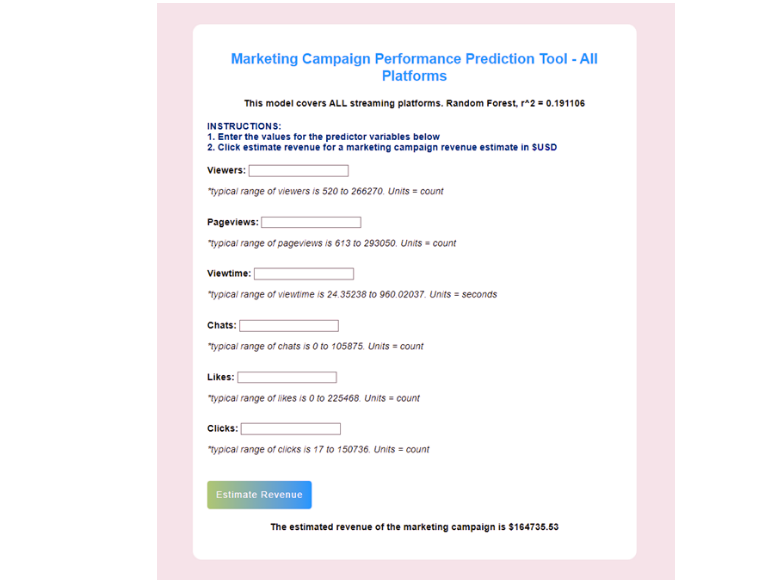 Marketing Campaign Performance Prediction Tool - All
Platforms
This model covers ALL streaming platforms. Random Forest, r^2 = 0.191106
INSTRUCTIONS:
1. Enter the values for the predictor variables below
2. Click estimate revenue for a marketing campaign revenue estimate in $USD
Viewers:
*typical range of viewers is 520 to 266270. Units = count
Pageviews:
*typical range of pageviews is 613 to 293050. Units = count
Viewtime:
*typical range of viewtime is 24.35238 to 960.02037. Units = seconds
Chats:
*typical range of chats is 0 to 105875. Units = count
Likes:
*typical range of likes is 0 to 225468. Units = count
Clicks:
*typical range of clicks is 17 to 150736. Units = count
Estimate Revenue
The estimated revenue of the marketing campaign is $164735.53